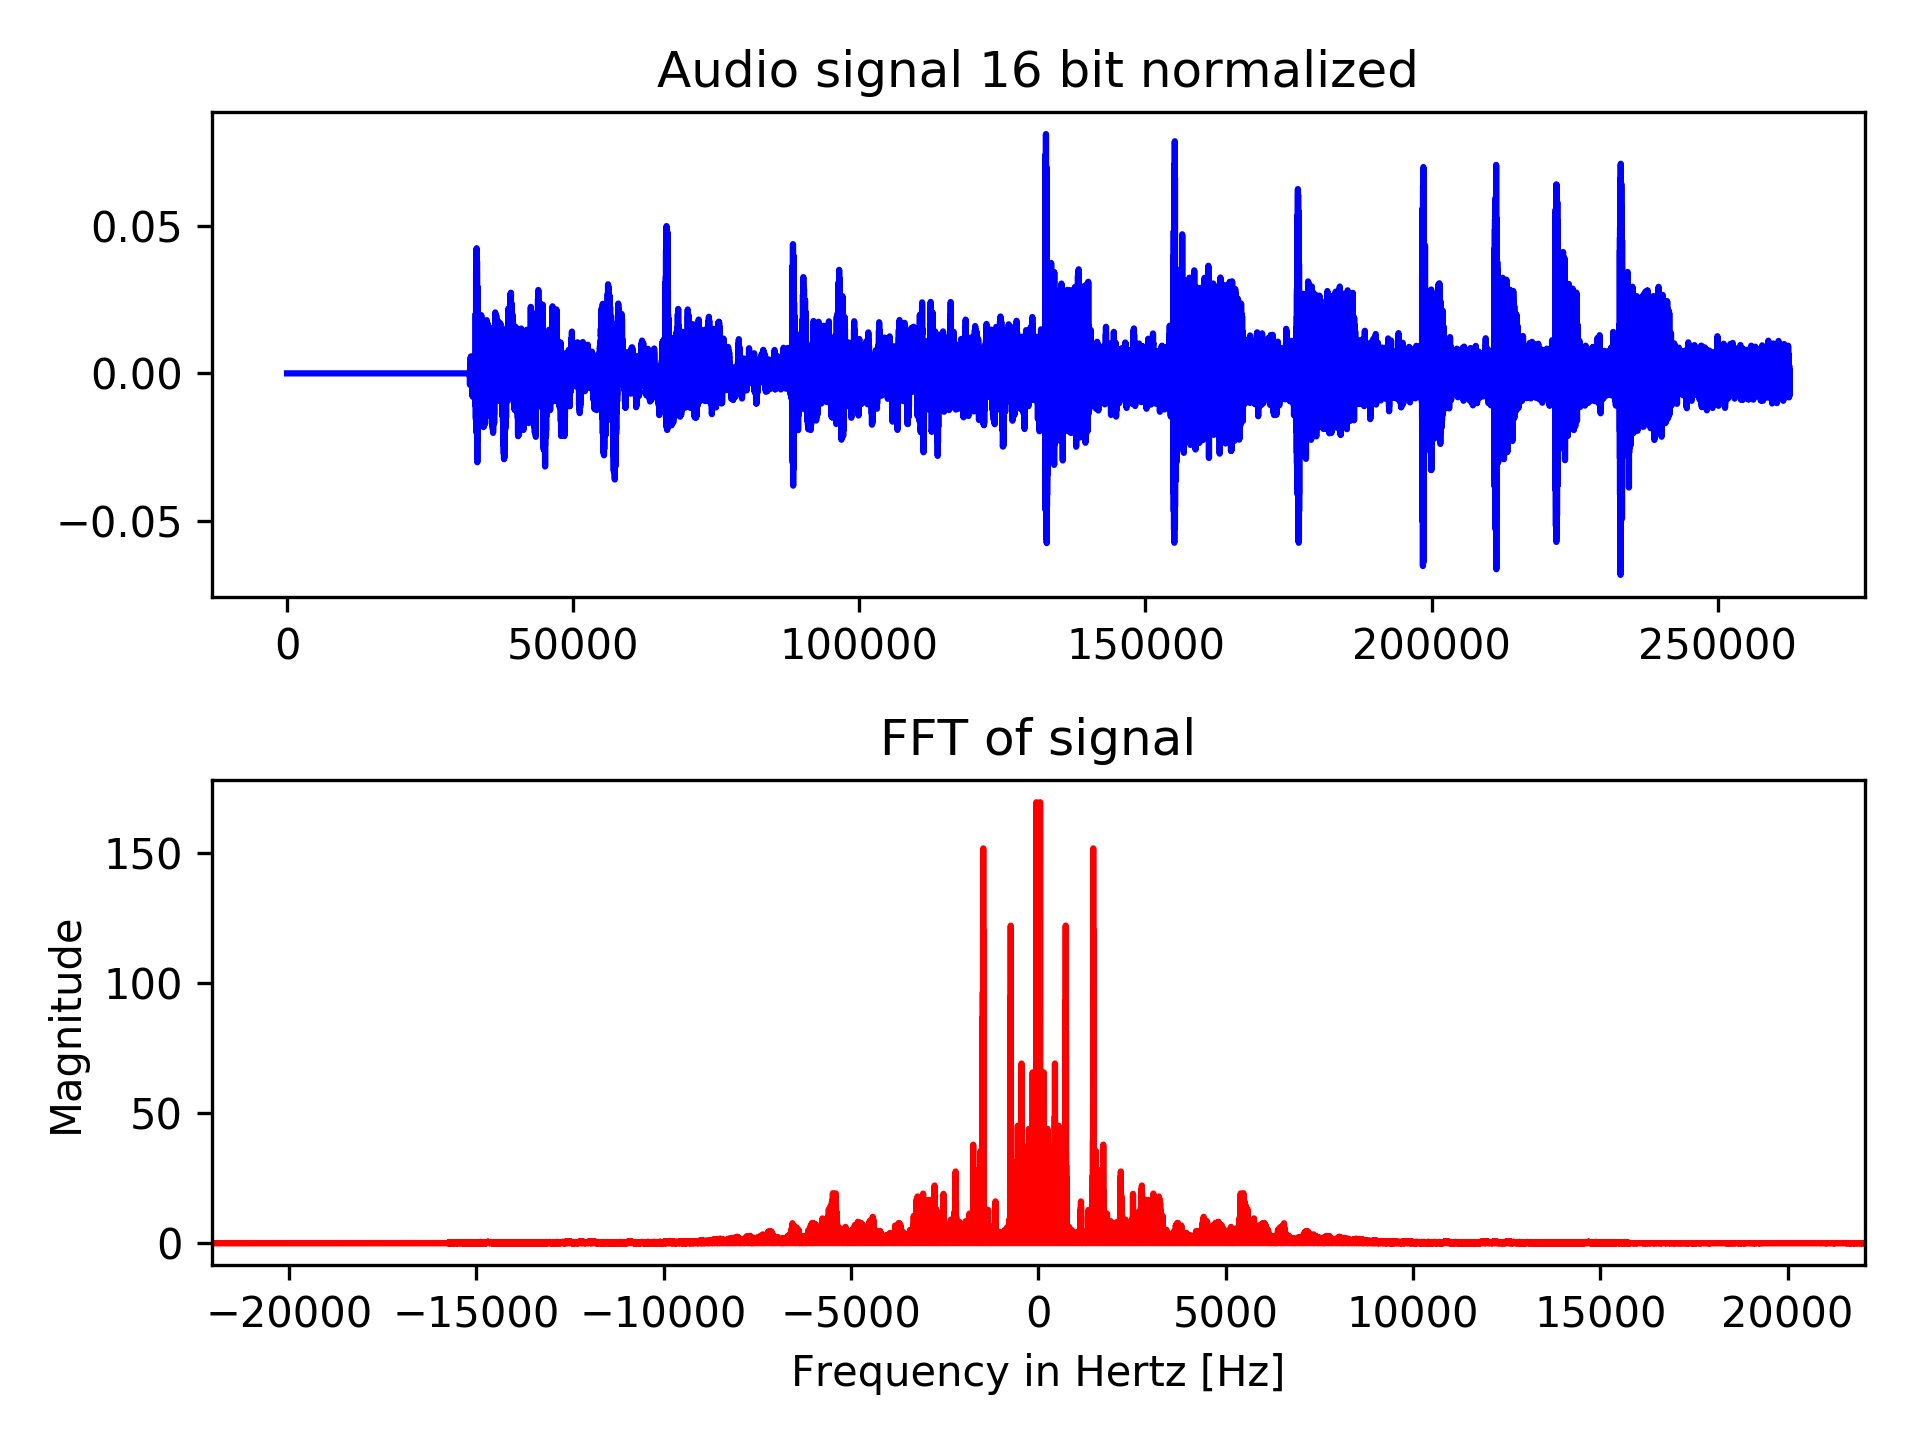 Audio signal 16 bit normalized
0.05
0.00
−0.05
0 50000 100000 150000 200000 250000
FFT of signal
150
100
50
0
Magnitude
−20000 −15000 −10000 −5000 0 5000 10000 15000 20000
Frequency in Hertz [Hz]